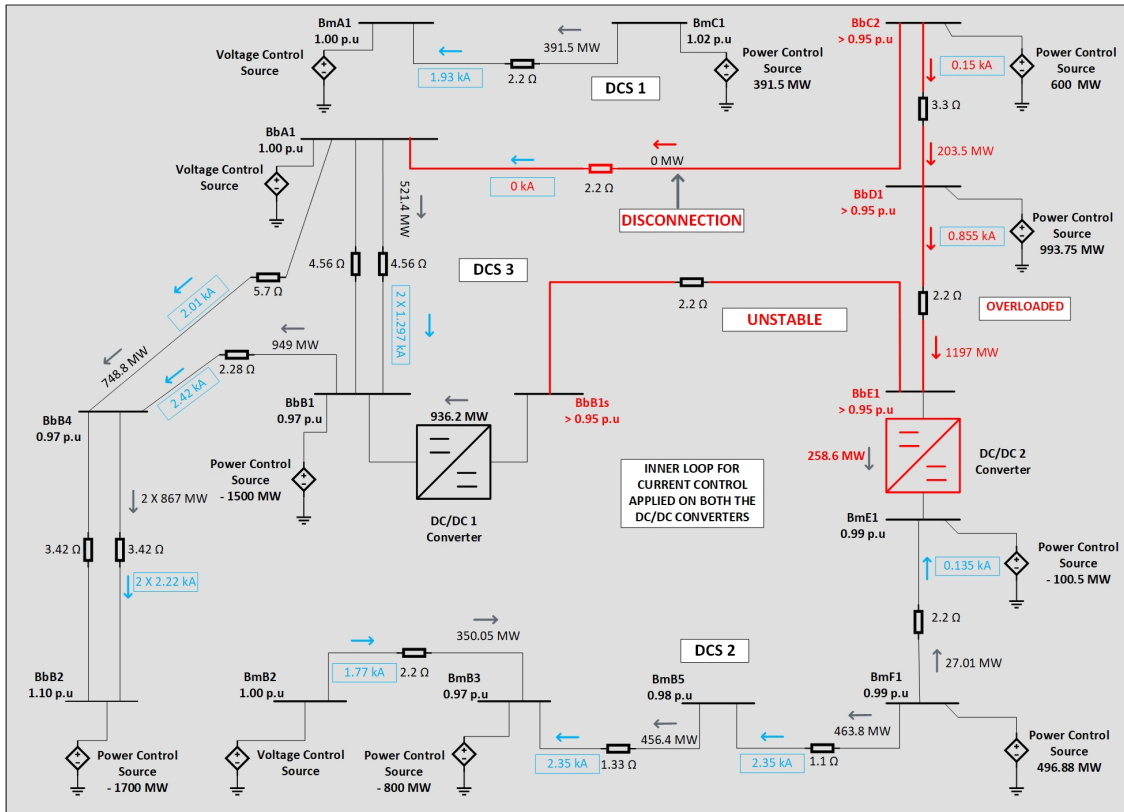 BmA1
1.00 p.u
Voltage Control
Source
1.93 kA
2.2 Ω
391.5 MW
DCS 1
BmC1
1.02 p.u
Power Control
Source
391.5 MW
BbC2
> 0.95 p.u
0.15 kA
Power Control
Source
600 MW
3.3 Ω
203.5 MW
BbA1
1.00 p.u
Voltage Control
Source
0 kA
2.2 Ω
0 MW
DISCONNECTION
BbD1
> 0.95 p.u
0.855 kA
Power Control
Source
993.75 MW
521.4 MW
4.56 Ω
4.56 Ω
2 X 1.297 kA
DCS 3
5.7 Ω
2.01 kA
748.8 MW
2.2 Ω
UNSTABLE
2.2 Ω
OVERLOADED
1197 MW
949 MW
2.28 Ω
2.42 kA
BbB4
0.97 p.u
BbB1
0.97 p.u
936.2 MW
BbB1s
> 0.95 p.u
BbE1
> 0.95 p.u
258.6 MW
DC/DC 2
Converter
Power Control
Source
- 1500 MW
DC/DC 1
Converter
INNER LOOP FOR
CURRENT CONTROL
APPLIED ON BOTH THE
DC/DC CONVERTERS
2 X 867 MW
3.42 Ω
3.42 Ω
2 X 2.22 kA
BmE1
0.99 p.u
0.135 kA
Power Control
Source
- 100.5 MW
2.2 Ω
27.01 MW
350.05 MW
1.77 kA
2.2 Ω
DCS 2
BbB2
1.10 p.u
BmB2
1.00 p.u
BmB3
0.97 p.u
BmB5
0.98 p.u
BmF1
0.99 p.u
456.4 MW
463.8 MW
2.35 kA
1.33 Ω
2.35 kA
1.1 Ω
Power Control
Source
- 1700 MW
Voltage Control
Source
Power Control
Source
- 800 MW
Power Control
Source
496.88 MW